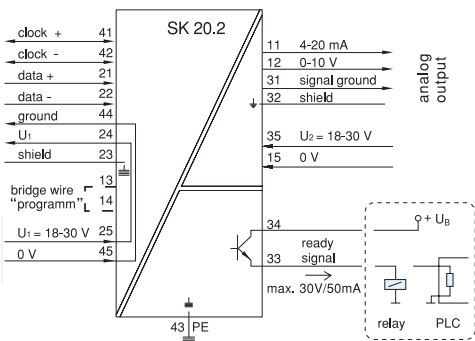 SK 20.2
clock + 41
clock - 42
data + 21
data - 22
ground 44
U1 24
shield 23
13
bridge wire
"programm"
14
U1 = 18-30 V 25
0 V 45
43 PE
11 4-20 mA
12 0-10 V
31 signal ground
32 shield
analog
output
35 U2 = 18-30 V
15 0 V
34
+ UB
ready
33 signal
max. 30V/50mA
relay PLC